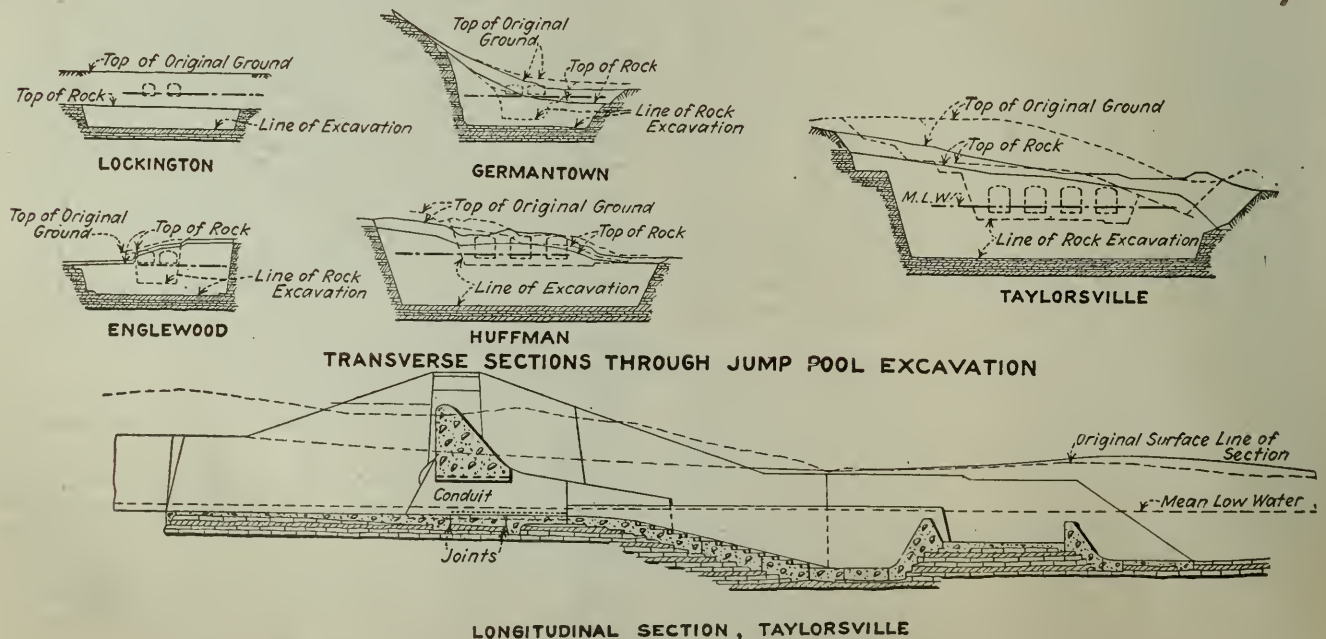 Top of Original Ground
Top of Rock
Line of Excavation
LOCKINGTON
Top of Original
Ground
Top of Rock
Line of Rock
Excavation
GERMANTOWN
Top of Original Ground
Top of Rock
M.L.W.
Line of Rock Excavation
TAYLORSVILLE
Top of Original
Ground
Top of Rock
Line of Rock
Excavation
ENGLEWOOD
Top of Original Ground
Top of Rock
Line of Excavation
HUFFMAN
TRANSVERSE SECTIONS THROUGH JUMP POOL EXCAVATION
Original Surface Line of
Section
Conduit
Mean Low Water
Joints
LONGITUDINAL SECTION, TAYLORSVILLE